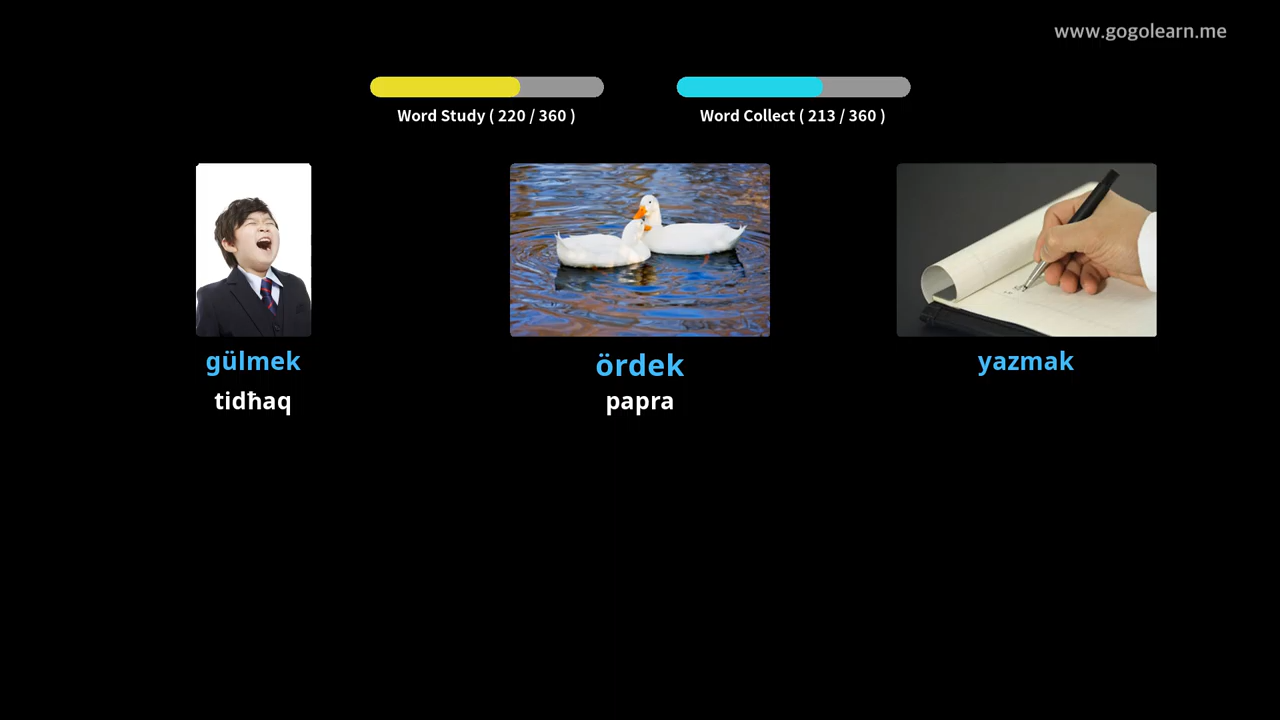 www.gogolearn.me
Word Study ( 220 / 360 )
Word Collect ( 213 / 360 )
gülmek
tidħaq
ördek
papra
yazmak